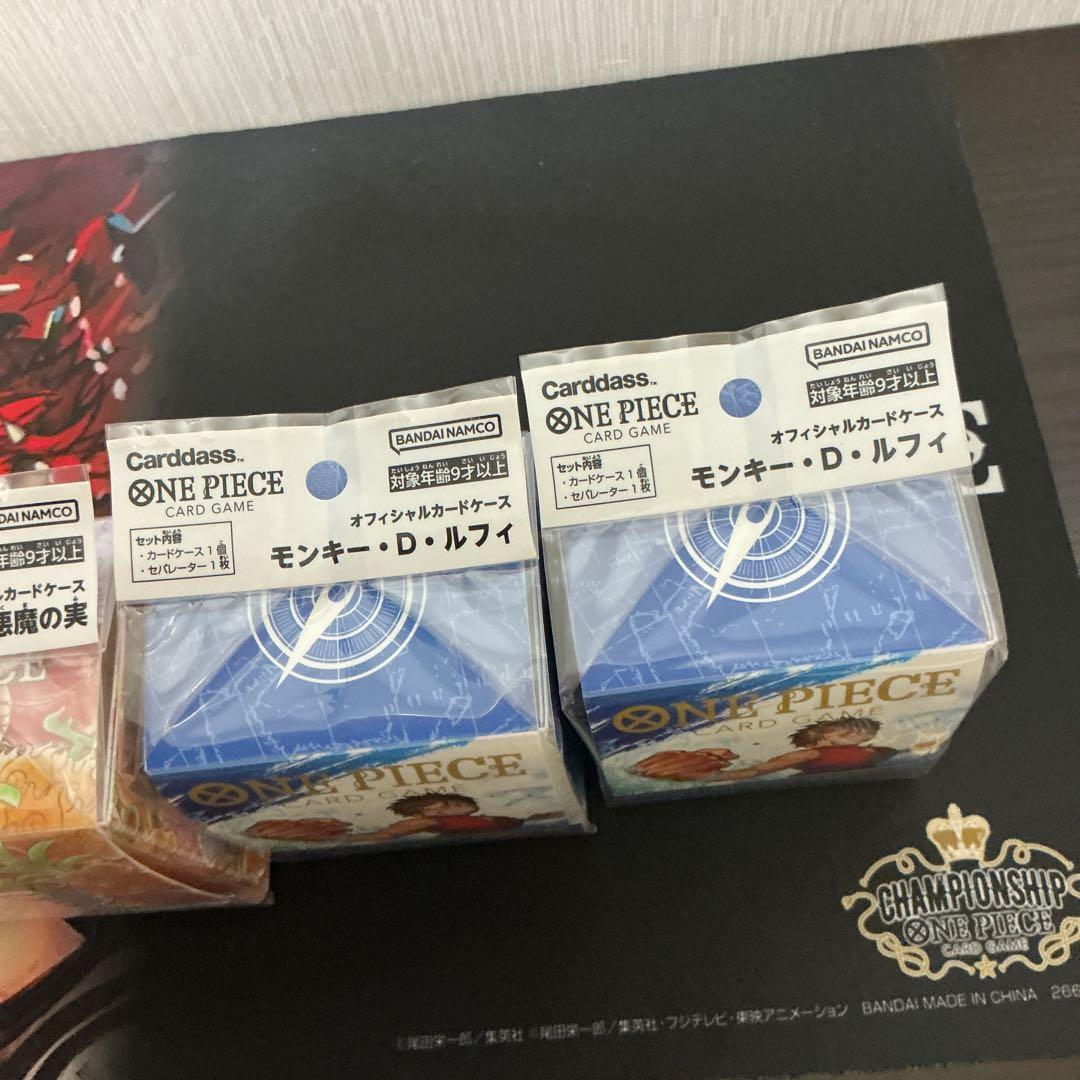 DAI NAMCO
年齢9才以上
ルカードケース
悪魔の実
CE
Carddass™
ONE PIECE
CARD GAME
BANDAI NAMCO
たいしょうねんれい さい いじょう
対象年齢9才以上
セット内容
・カードケース1個
・セパレーター1枚
オフィシャルカードケース
モンキー・D・ルフィ
ONE PIECE
CARD GAME
Carddass™
ONE PIECE
CARD GAME
BANDAI NAMCO
たいしょうねんれい さい いじょう
対象年齢9才以上
セット内容
・カードケース1個
・セパレーター1枚
オフィシャルカードケース
モンキー・D・ルフィ
ONE PIECE
CARD GAME
E
CHAMPIONSHIP
ONE PIECE
CARD GAME
©尾田栄一郎/集英社 ©尾田栄一郎/集英社・フジテレビ・東映アニメーション BANDAI MADE IN CHINA 266